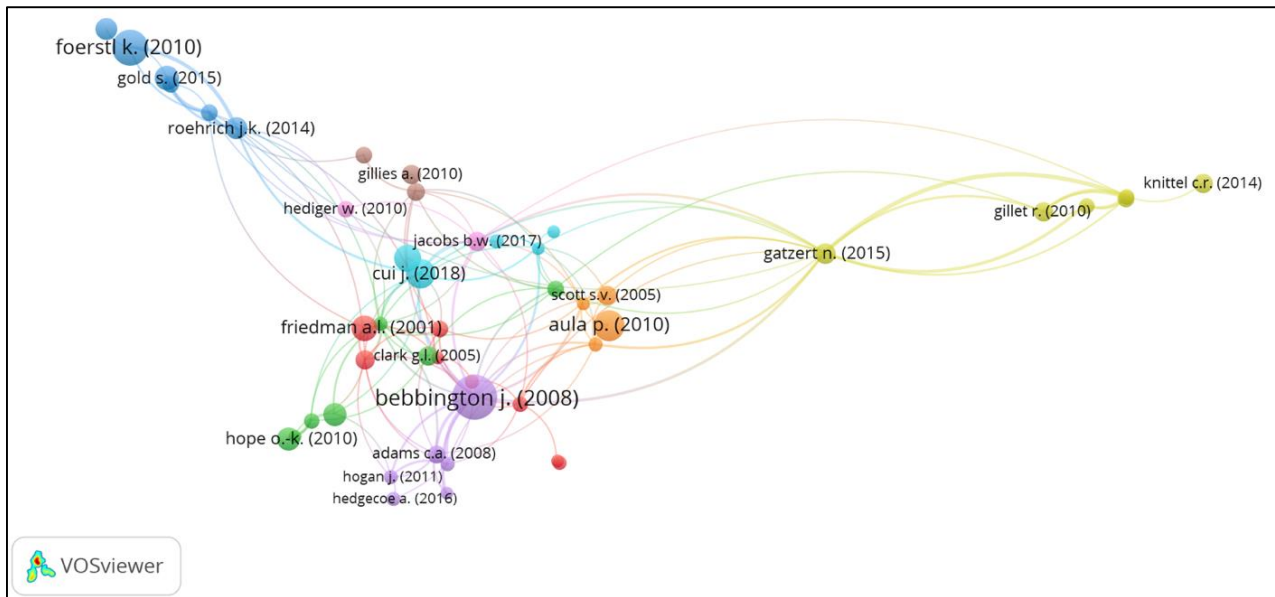 foerstl k. (2010)
gold s. (2015)
roehrich j.k. (2014)
gillies a. (2010)
knittel c.r. (2014)
hediger w. (2010)
gillet r. (2010)
jacobs b.w. (2017)
gatzert n. (2015)
cui j. (2018)
scott s.v. (2005)
friedman a.l. (2001)
aula p. (2010)
clark g.l. (2005)
bebbington j. (2008)
hope o.-k. (2010)
adams c.a. (2008)
hogan j. (2011)
hedgecoe a. (2016)
VOSviewer